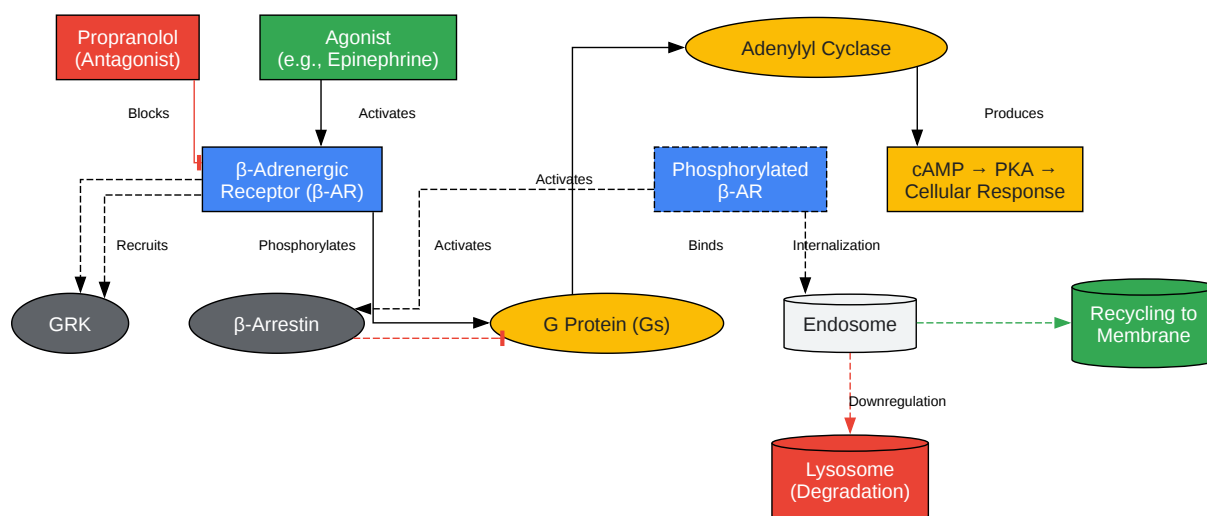 Propranolol
(Antagonist)
Agonist
(e.g., Epinephrine)
Adenylyl Cyclase
Blocks
Activates
Produces
β-Adrenergic
Receptor (β-AR)
Activates
Phosphorylated
β-AR
cAMP → PKA →
Cellular Response
Recruits
Phosphorylates
Activates
Binds
Internalization
GRK
β-Arrestin
G Protein (Gs)
Endosome
Recycling to
Membrane
Downregulation
Lysosome
(Degradation)